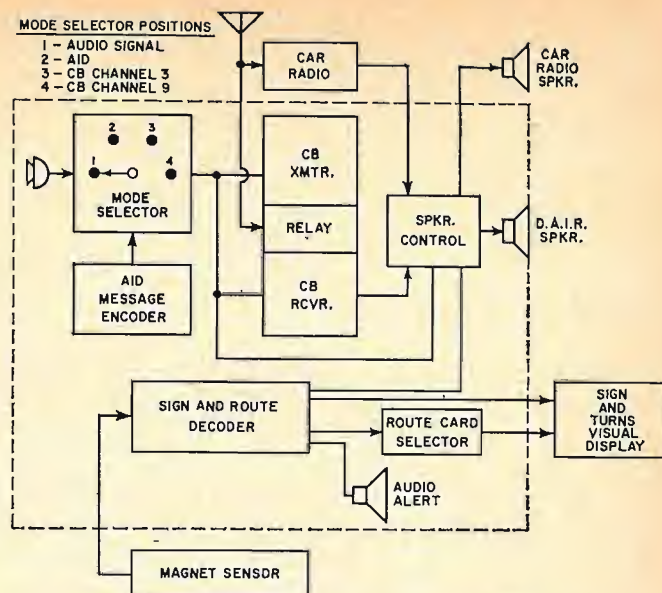 MODE SELECTOR POSITIONS
1 - AUDIO SIGNAL
2 - AID
3 - CB CHANNEL 3
4 - CB CHANNEL 9
CAR
RADIO
CAR
RADIO
SPKR.
2
3
1
4
MODE
SELECTOR
CB
XMTR.
RELAY
CB
RCVR.
SPKR.
CONTROL
D.A.I.R.
SPKR.
AID
MESSAGE
ENCODER
SIGN AND ROUTE
DECODER
ROUTE CARD
SELECTOR
SIGN
AND
TURNS
VISUAL
DISPLAY
AUDIO
ALERT
MAGNET SENSOR